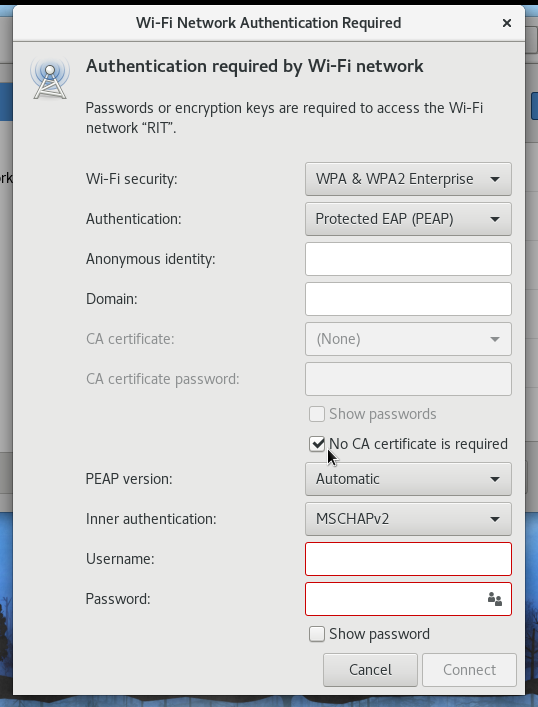 Wi-Fi Network Authentication Required
Authentication required by Wi-Fi network
Passwords or encryption keys are required to access the Wi-Fi
network “RIT”.
Wi-Fi security: WPA & WPA2 Enterprise
Authentication: Protected EAP (PEAP)
Anonymous identity:
Domain:
CA certificate: (None)
CA certificate password:
Show passwords
No CA certificate is required
PEAP version: Automatic
Inner authentication: MSCHAPv2
Username:
Password:
Show password
Cancel Connect